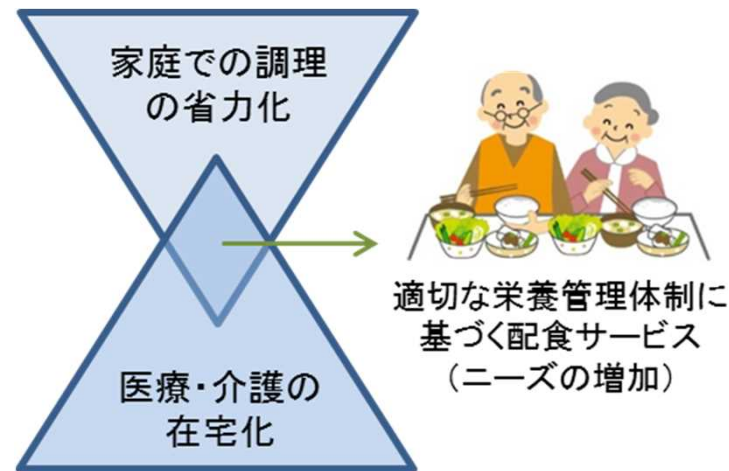 家庭での調理
の省力化
適切な栄養管理体制に
基づく配食サービス
(ニーズの増加)
医療・介護の
在宅化